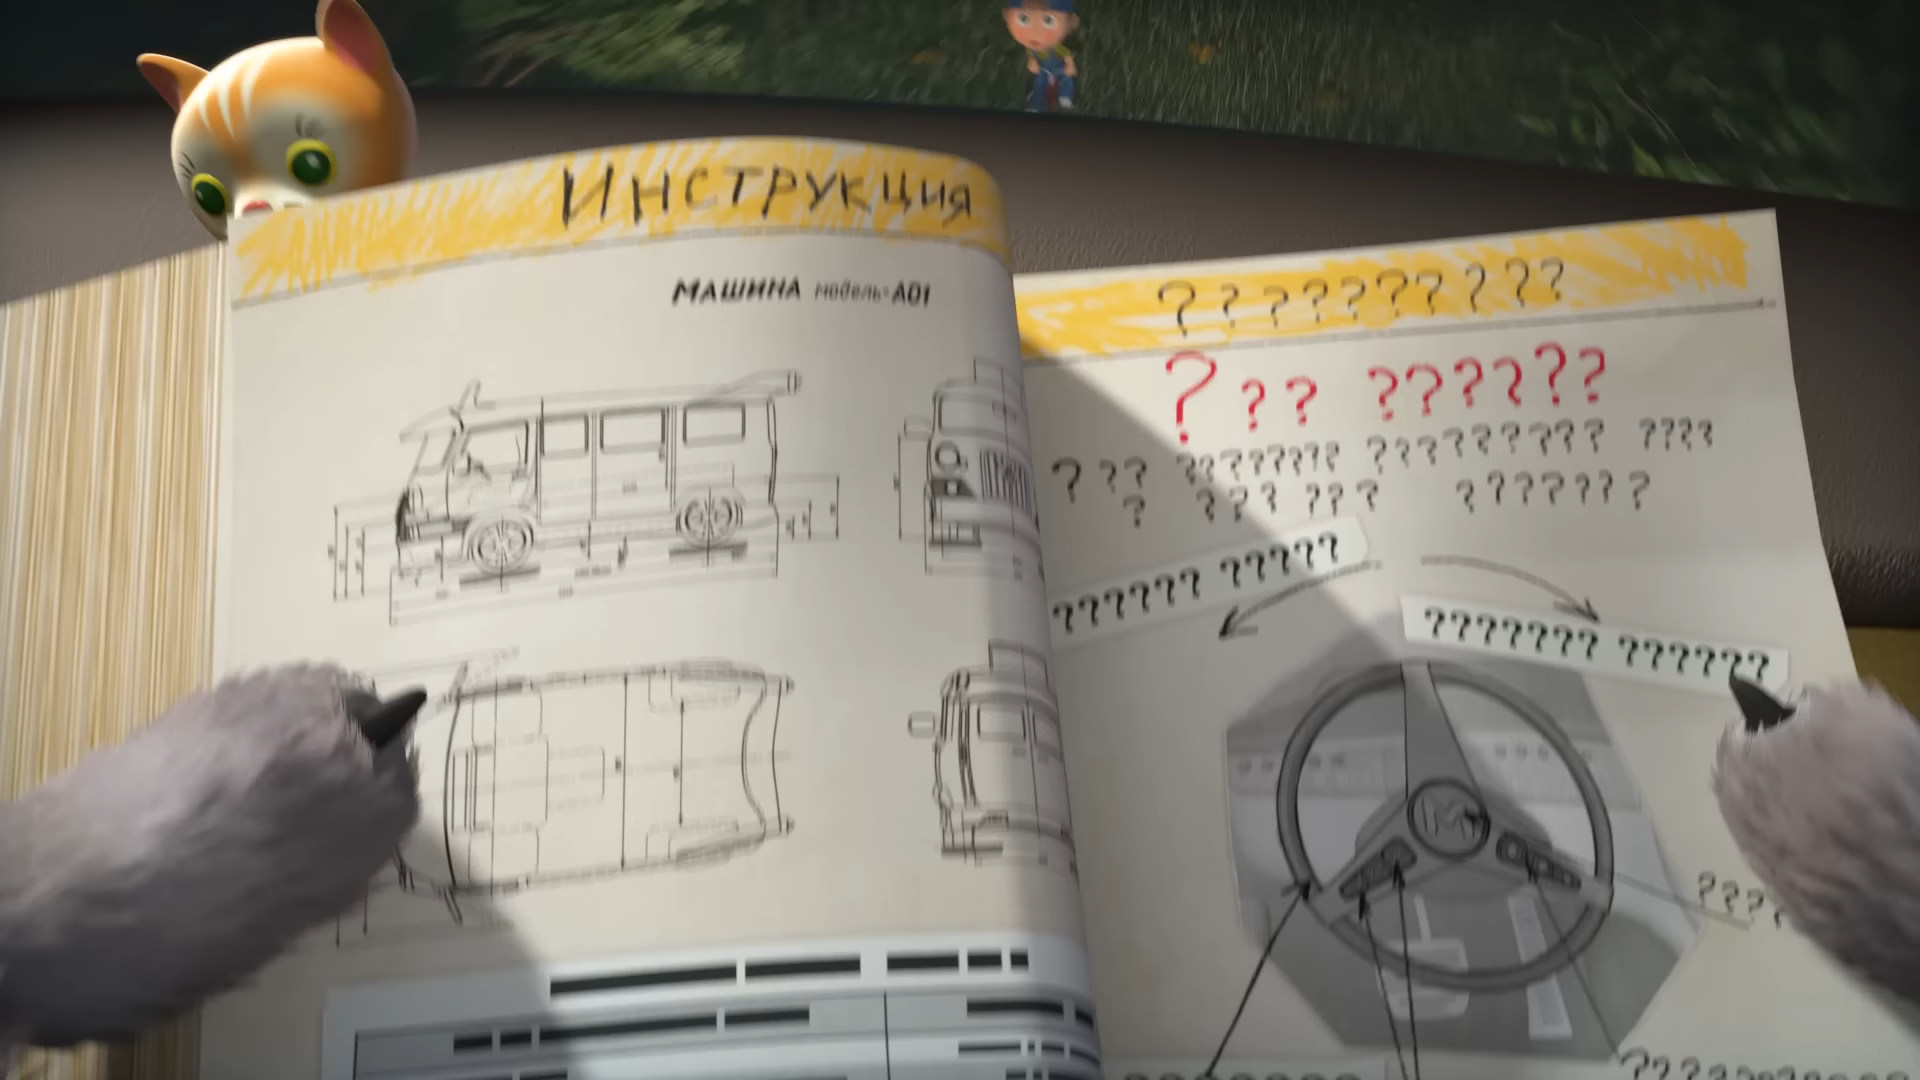 Инструкция
МАШИНА модель-А01
?????????
??? ??????
??? ??????? ????????? ????
? ??? ??? ??????
?????? ?????
??????? ??????
М
????